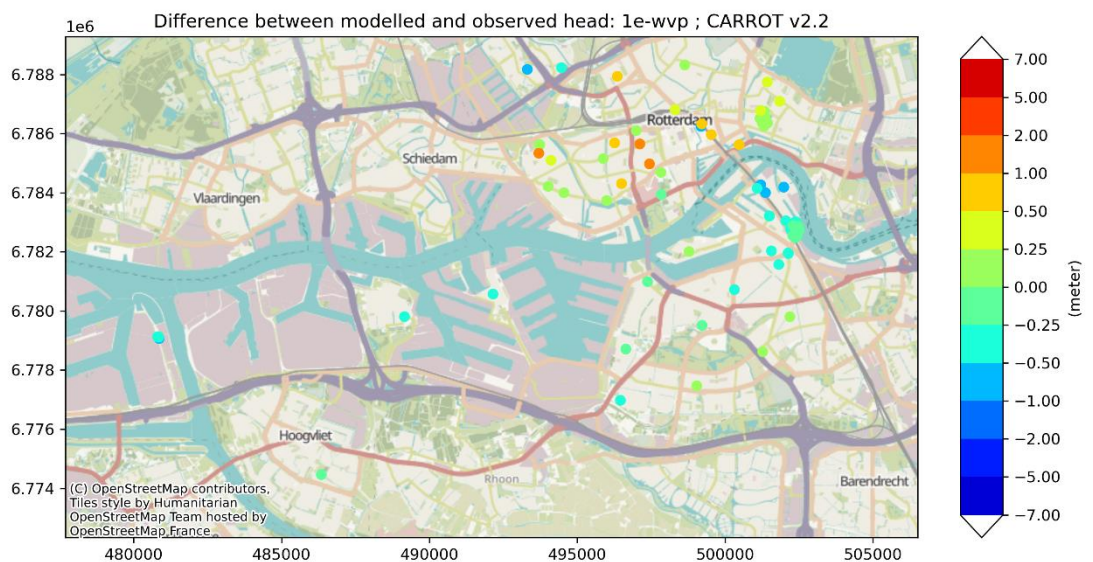 Difference between modelled and observed head: 1e-wvp ; CARROT v2.2
1e6
6.788
6.786
6.784
6.782
6.780
6.778
6.776
6.774
Rotterdam
Schiedam
Vlaardingen
Hoogvliet
Rhoon
Barendrecht
(C) OpenStreetMap contributors,
Tiles style by Humanitarian
OpenStreetMap Team hosted by
OpenStreetMap France
480000 485000 490000 495000 500000 505000
7.00
5.00
2.00
1.00
0.50
0.25
0.00
−0.25
−0.50
−1.00
−2.00
−5.00
−7.00
(meter)